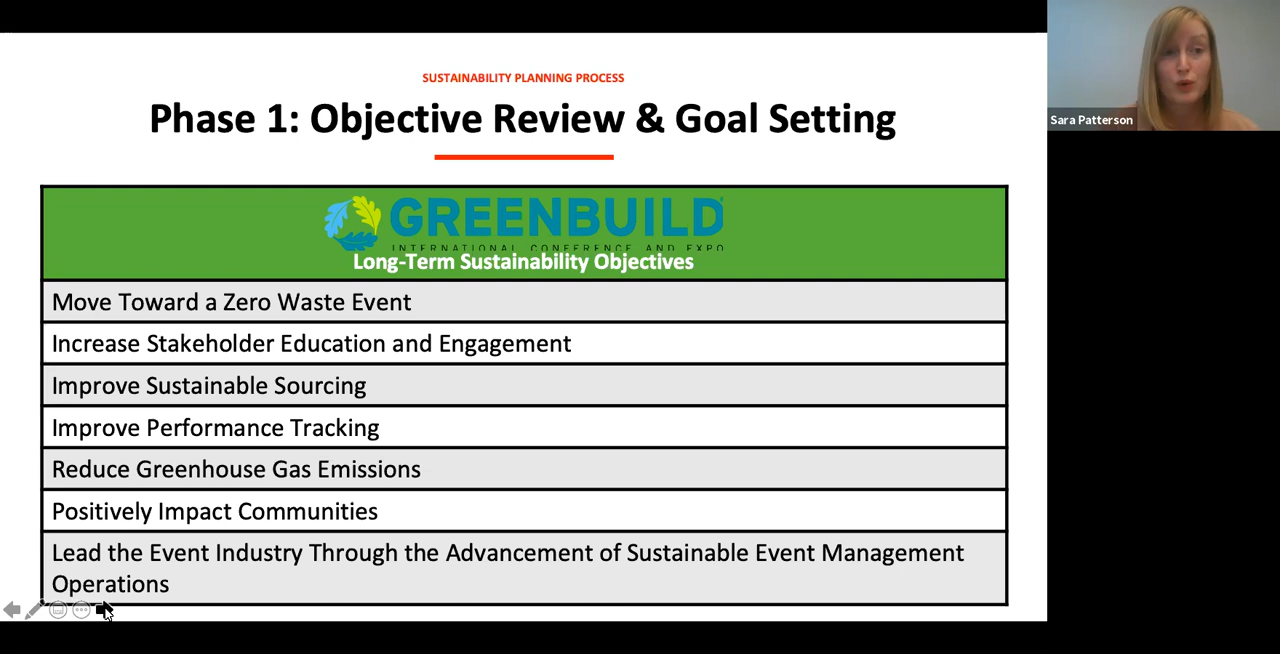 SUSTAINABILITY PLANNING PROCESS
Phase 1: Objective Review & Goal Setting
GREENBUILD
INTERNATIONAL CONFERENCE AND EXPO
Long-Term Sustainability Objectives
Move Toward a Zero Waste Event
Increase Stakeholder Education and Engagement
Improve Sustainable Sourcing
Improve Performance Tracking
Reduce Greenhouse Gas Emissions
Positively Impact Communities
Lead the Event Industry Through the Advancement of Sustainable Event Management
Operations
Sara Patterson